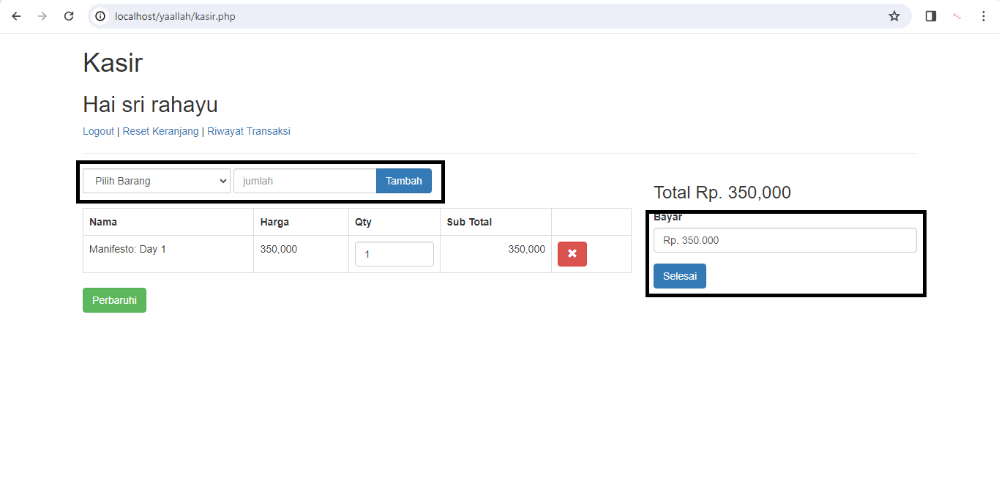 localhost/yaallah/kasir.php
Kasir
Hai sri rahayu
Logout | Reset Keranjang | Riwayat Transaksi
Pilih Barang jumlah Tambah
Nama Harga Qty Sub Total
Manifesto: Day 1 350,000 1 350,000
Perbaruhi
Total Rp. 350,000
Bayar
Rp. 350.000
Selesai